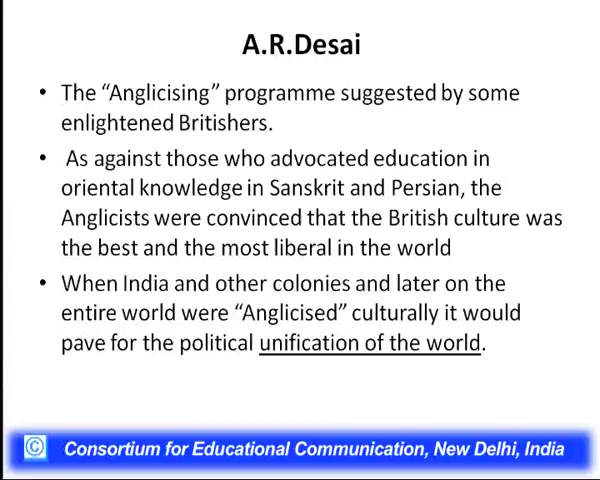 A.R.Desai
• The “Anglicising” programme suggested by some
enlightened Britishers.
• As against those who advocated education in
oriental knowledge in Sanskrit and Persian, the
Anglicists were convinced that the British culture was
the best and the most liberal in the world
• When India and other colonies and later on the
entire world were “Anglicised” culturally it would
pave for the political unification of the world.
© Consortium for Educational Communication, New Delhi, India